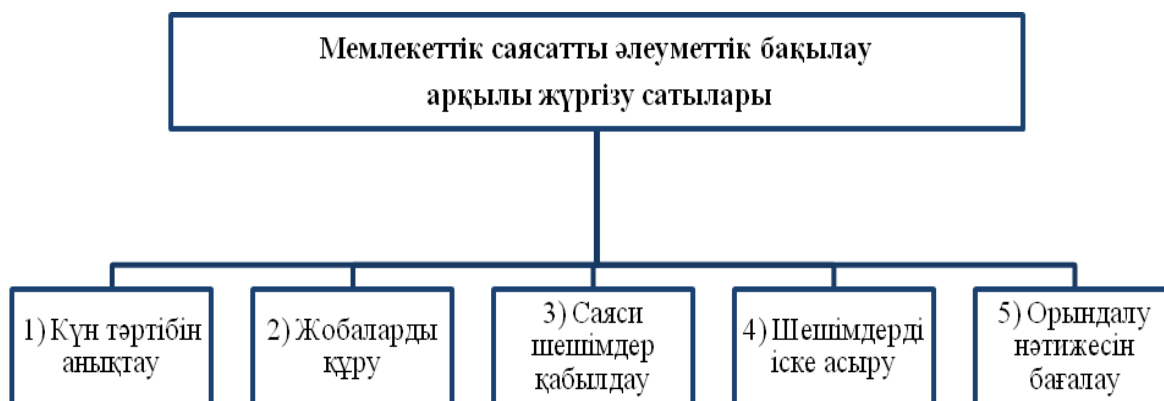 Мемлекеттік саясатты әлеуметтік бақылау
арқылы жүргізу сатылары
1) Күн тәртібін
анықтау
2) Жобаларды
құру
3) Саяси
шешімдер
қабылдау
4) Шешімдерді
іске асыру
5) Орындалу
нәтижесін
бағалау